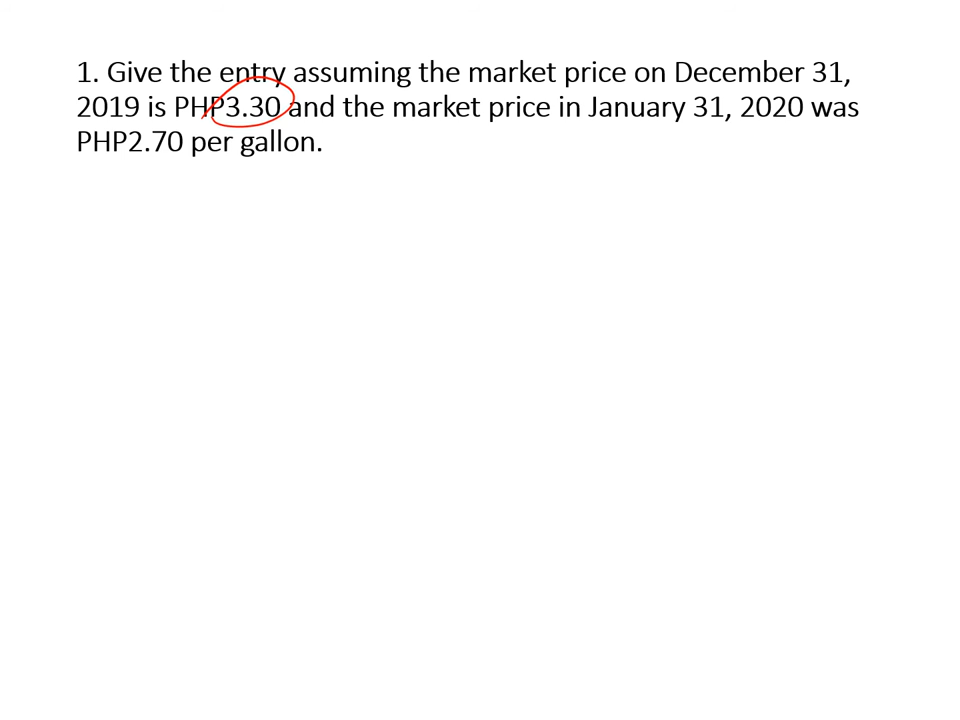 1. Give the entry assuming the market price on December 31,
2019 is PHP3.30 and the market price in January 31, 2020 was
PHP2.70 per gallon.